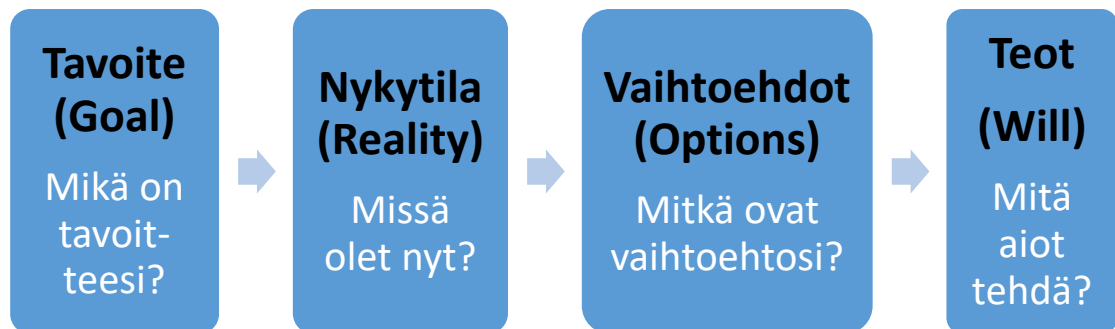 Tavoite
(Goal)
Mikä on
tavoit-
teesi?
Nykytila
(Reality)
Missä
olet nyt?
Vaihtoehdot
(Options)
Mitkä ovat
vaihtoehtosi?
Teot
(Will)
Mitä
aiot
tehdä?